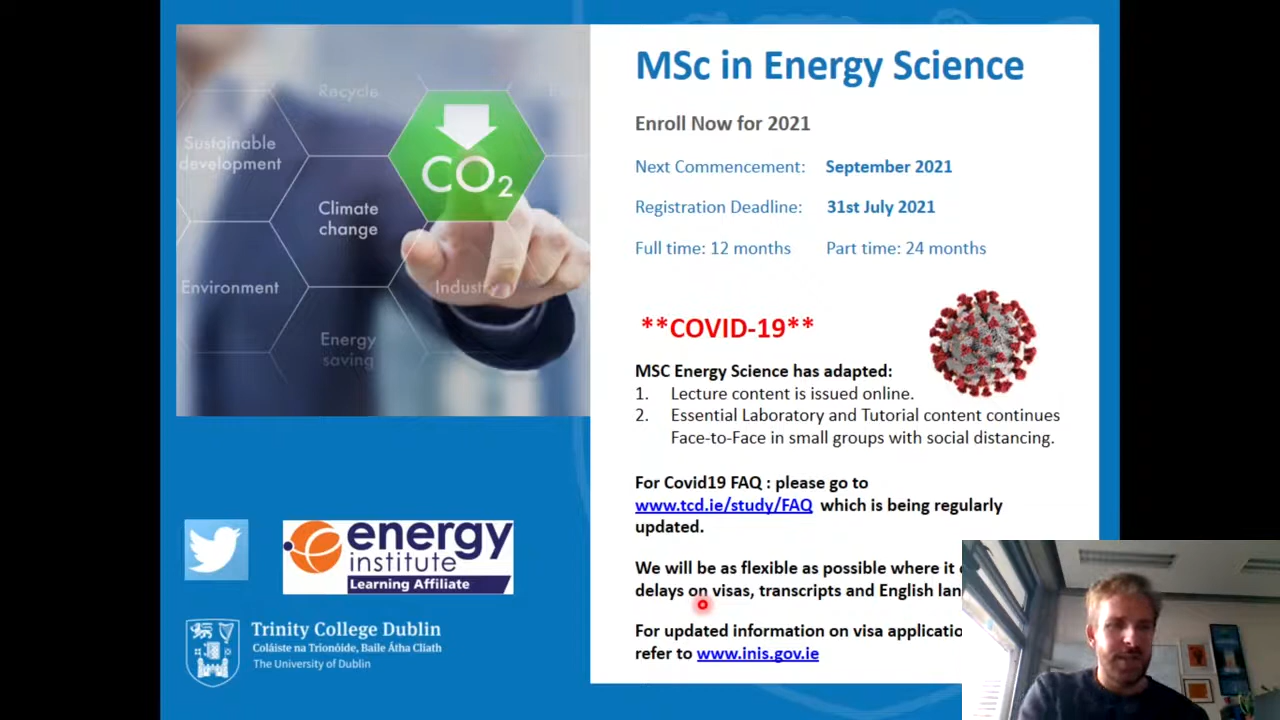 MSc in Energy Science
Enroll Now for 2021
Next Commencement: September 2021
Registration Deadline: 31st July 2021
Full time: 12 months Part time: 24 months
**COVID-19**
MSC Energy Science has adapted:
1. Lecture content is issued online.
2. Essential Laboratory and Tutorial content continues
Face-to-Face in small groups with social distancing.
For Covid19 FAQ : please go to
www.tcd.ie/study/FAQ which is being regularly
updated.
We will be as flexible as possible where it
delays on visas, transcripts and English
For updated information on visa
refer to www.inis.gov.ie
Recycle
Sustainable
development
CO2
Climate
change
Environment
Industry
Energy
saving
energy
institute
Learning Affiliate
Trinity College Dublin
Coláiste na Tríonóide, Baile Átha Cliath
The University of Dublin